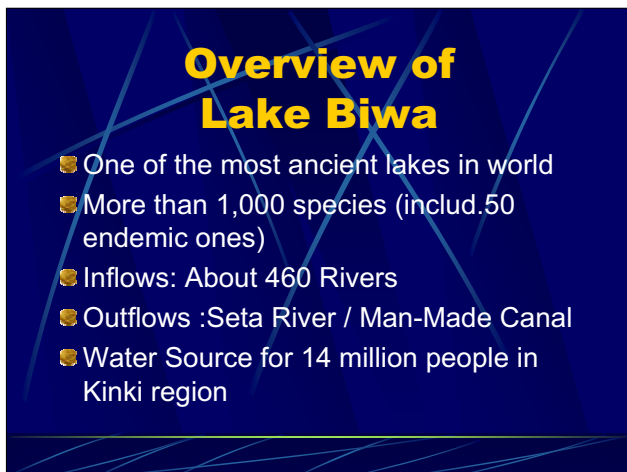 Overview of
Lake Biwa
One of the most ancient lakes in world
More than 1,000 species (includ.50
endemic ones)
Inflows: About 460 Rivers
Outflows :Seta River / Man-Made Canal
Water Source for 14 million people in
Kinki region